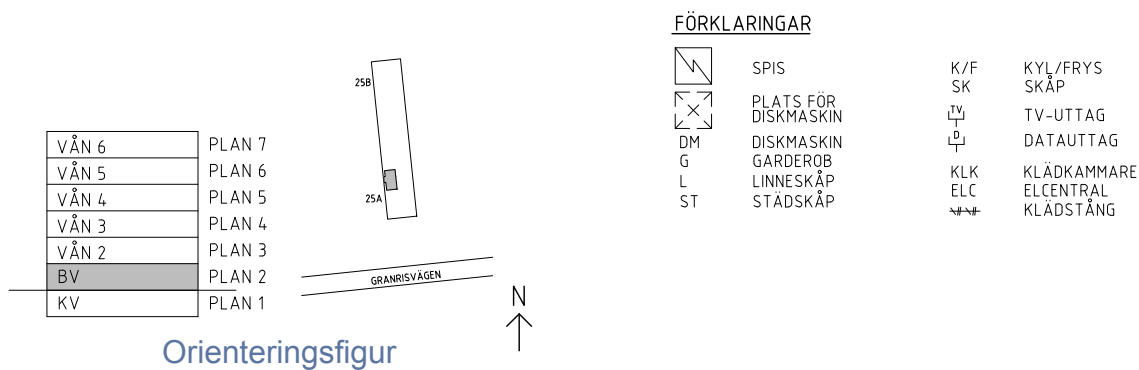 VÅN 6 PLAN 7
VÅN 5 PLAN 6
VÅN 4 PLAN 5
VÅN 3 PLAN 4
VÅN 2 PLAN 3
BV PLAN 2
KV PLAN 1
Orienteringsfigur
25B
25A
GRANRISVÄGEN
N
FÖRKLARINGAR
SPIS
PLATS FÖR
DISKMASKIN
DM DISKMASKIN
G GARDEROB
L LINNESKÅP
ST STÄDSKÅP
K/F KYL/FRYS
SK SKÅP
TV TV-UTTAG
D DATAUTTAG
KLK KLÄDKAMMARE
ELC ELCENTRAL
KLÄDSTÅNG